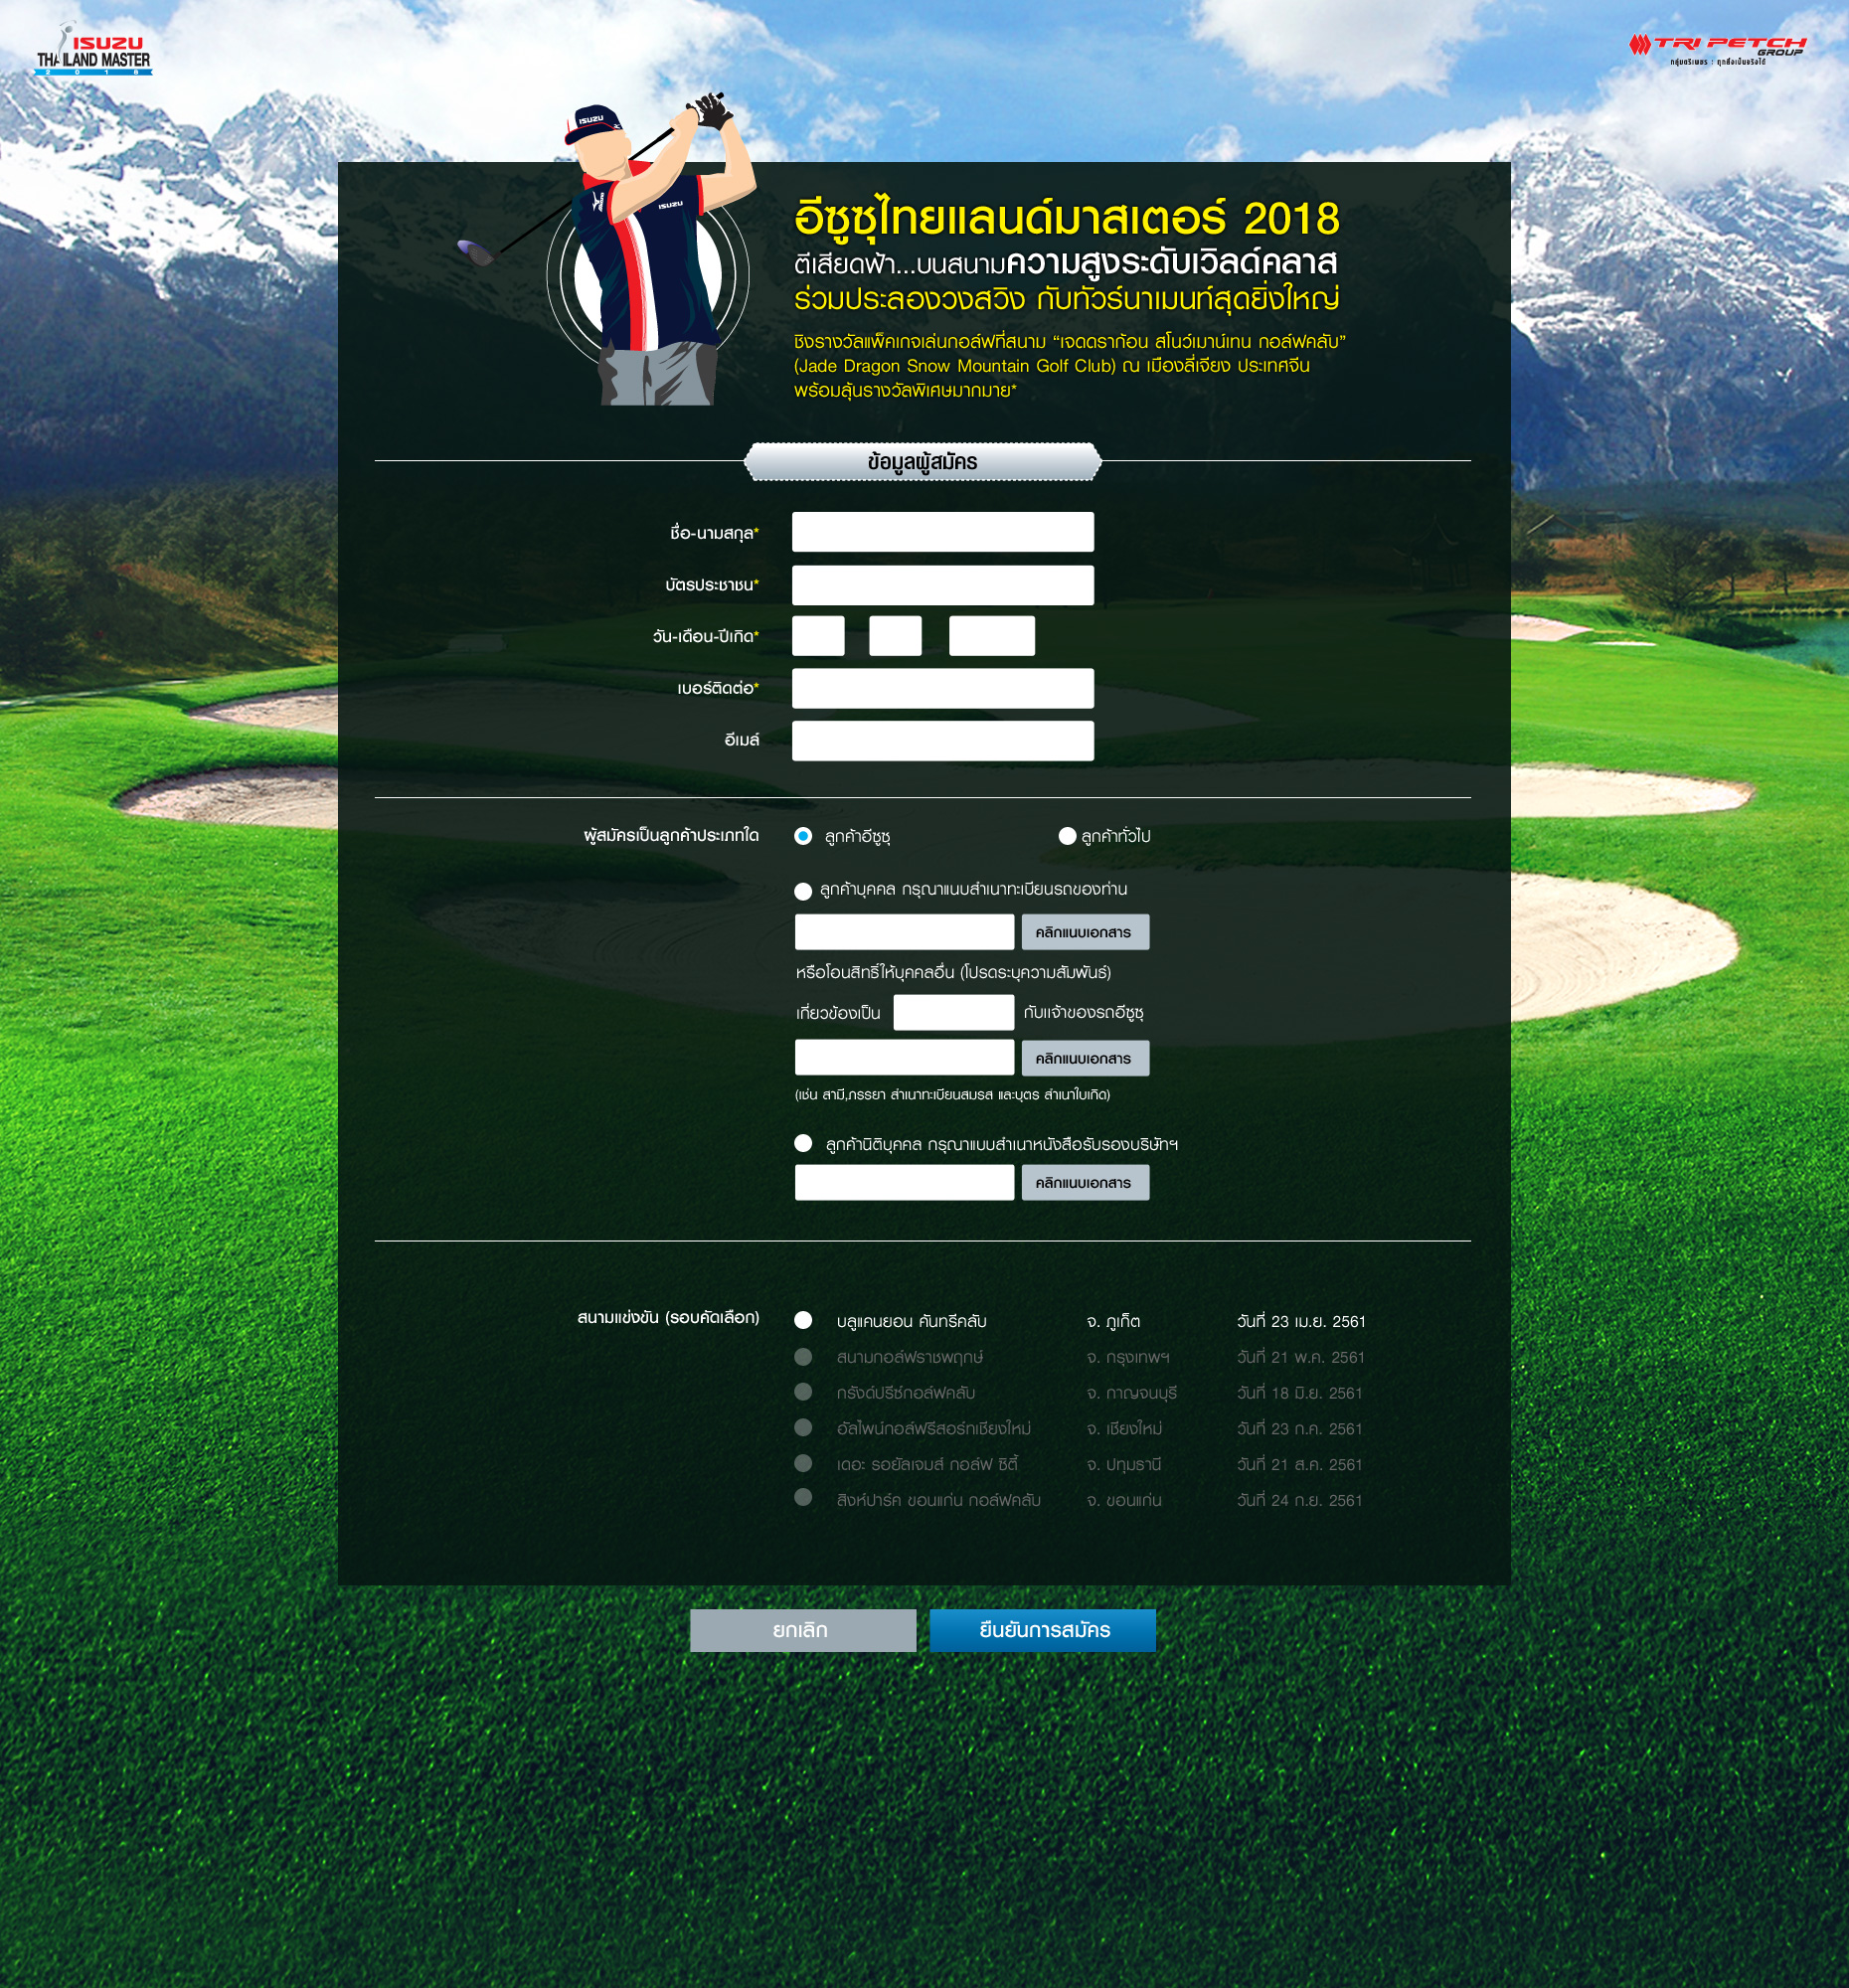 ISUZU
THAILAND MASTER
2018
TRI PETCH
GROUP
กลุ่มตรีเพชร : ทุกสิ่งเป็นจริงได้
ISUZU
ISUZU
อีซูซุไทยแลนด์มาสเตอร์ 2018
ตีเสียดฟ้า...บนสนามความสูงระดับเวิลด์คลาส
ร่วมประลองวงสวิง กับทัวร์นาเมนท์สุดยิ่งใหญ่
ชิงรางวัลแพ็คเกจเล่นกอล์ฟที่สนาม “เจดดราก้อน สโนว์เมาน์เทน กอล์ฟคลับ”
(Jade Dragon Snow Mountain Golf Club) ณ เมืองลี่เจียง ประเทศจีน
พร้อมลุ้นรางวัลพิเศษมากมาย*
ข้อมูลผู้สมัคร
ชื่อ-นามสกุล*
บัตรประชาชน*
วัน-เดือน-ปีเกิด*
เบอร์ติดต่อ*
อีเมล์
ผู้สมัครเป็นลูกค้าประเภทใด ลูกค้าอีซูซุ ลูกค้าทั่วไป
ลูกค้าบุคคล กรุณาแนบสำเนาทะเบียนรถของท่าน
คลิกแนบเอกสาร
หรือโอนสิทธิ์ให้บุคคลอื่น (โปรดระบุความสัมพันธ์)
เกี่ยวข้องเป็น กับแจ้าของรถอีซูซุ
คลิกแนบเอกสาร
(เช่น สามี,ภรรยา สำเนาทะเบียนสมรส และบุตร สำเนาใบเกิด)
ลูกค้านิติบุคคล กรุณาแบบสำเนาหนังสือรับรองบริษัทฯ
คลิกแนบเอกสาร
สนามแข่งขัน (รอบคัดเลือก) บลูแคนยอน คันทรีคลับ จ. ภูเก็ต วันที่ 23 เม.ย. 2561
สนามกอล์ฟราชพฤกษ์ จ. กรุงเทพฯ วันที่ 21 พ.ค. 2561
กรังด์ปรีซ์กอล์ฟคลับ จ. กาญจนบุรี วันที่ 18 มิ.ย. 2561
อัลไพน์กอล์ฟรีสอร์ทเชียงใหม่ จ. เชียงใหม่ วันที่ 23 ก.ค. 2561
เดอะ รอยัลเจมส์ กอล์ฟ ซิตี้ จ. ปทุมธานี วันที่ 21 ส.ค. 2561
สิงห์ปาร์ค ขอนแก่น กอล์ฟคลับ จ. ขอนแก่น วันที่ 24 ก.ย. 2561
ยกเลิก ยืนยันการสมัคร